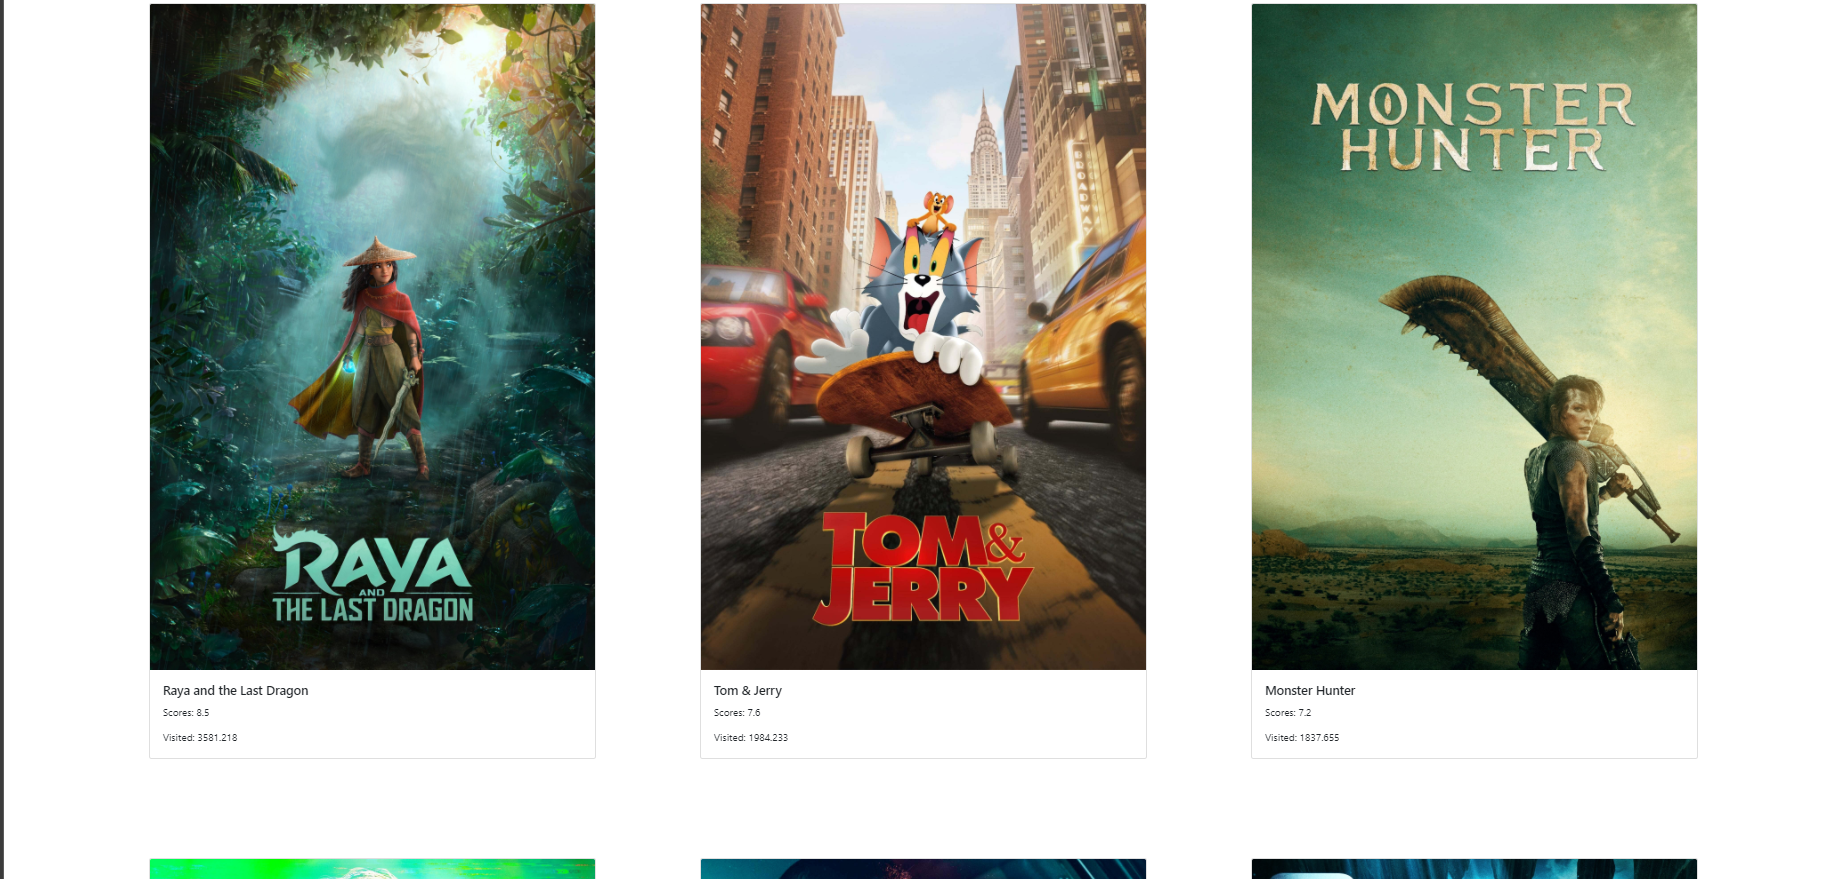 RAYA
AND
THE LAST DRAGON
Raya and the Last Dragon
Scores: 8.5
Visited: 3581.218
BROADWAY
TOM &
JERRY
Tom & Jerry
Scores: 7.6
Visited: 1984.233
MONSTER
HUNTER
Monster Hunter
Scores: 7.2
Visited: 1837.655